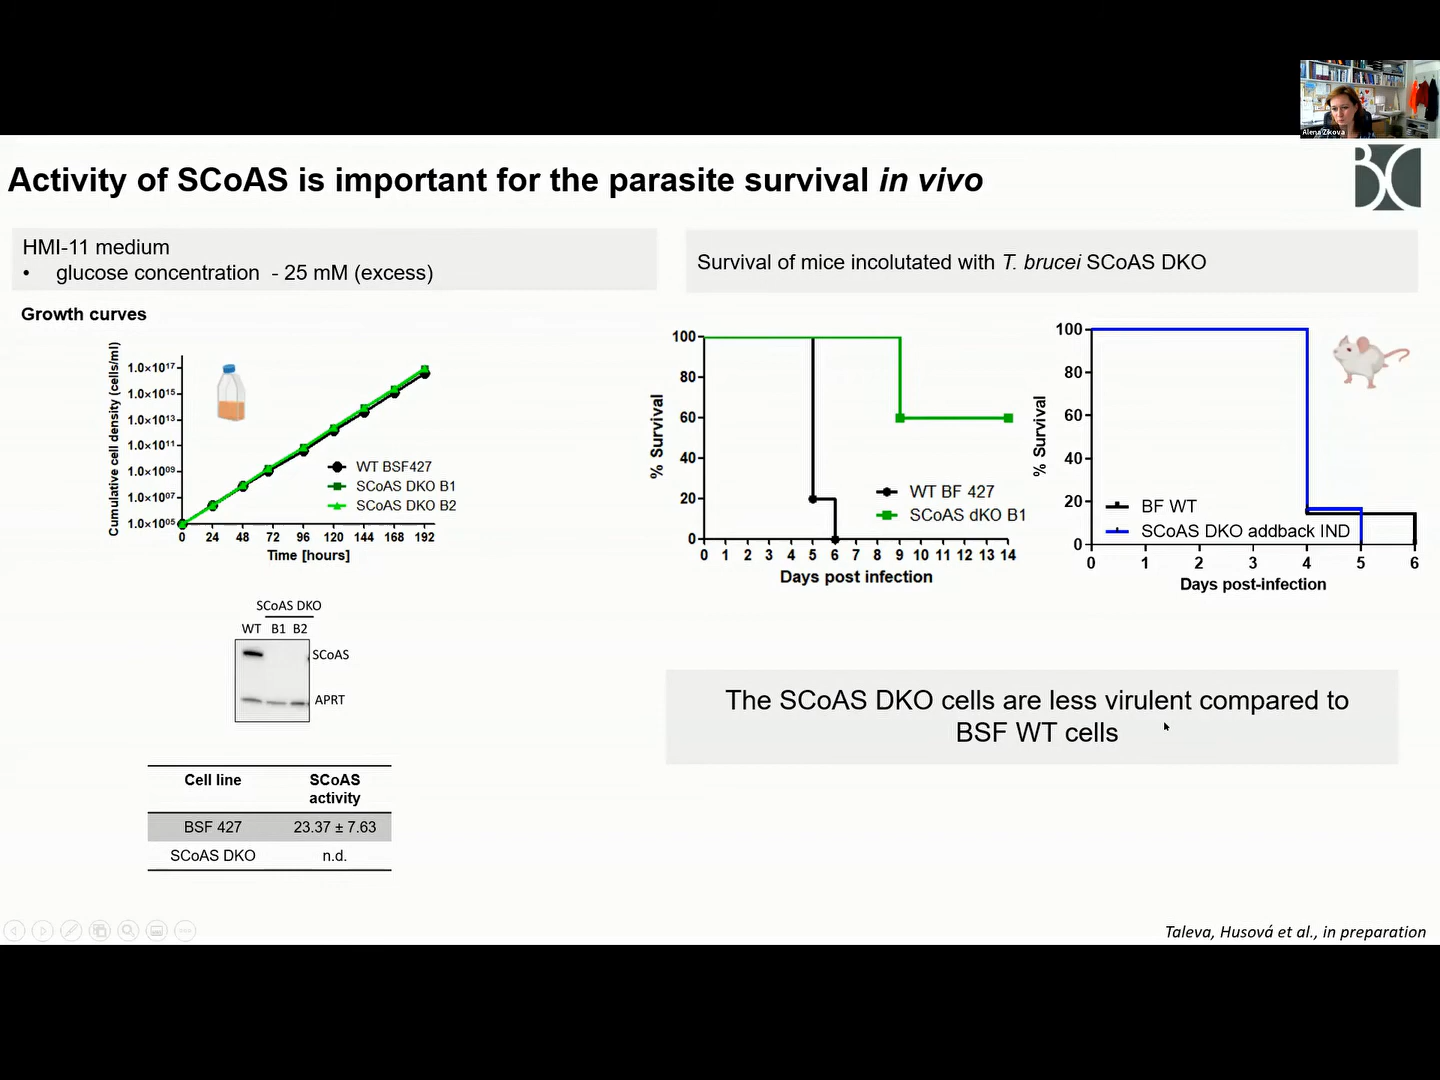 Alena Zikova
Activity of SCoAS is important for the parasite survival in vivo
HMI-11 medium
• glucose concentration - 25 mM (excess)
Growth curves
Cumulative cell density (cells/ml)
1.0×10¹⁷
1.0×10¹⁵
1.0×10¹³
1.0×10¹¹
1.0×10⁰⁹
1.0×10⁰⁷
1.0×10⁰⁵
WT BSF427
SCoAS DKO B1
SCoAS DKO B2
0 24 48 72 96 120 144 168 192
Time [hours]
SCoAS DKO
WT B1 B2
SCoAS
APRT
Cell line SCoAS activity
BSF 427 23.37 ± 7.63
SCoAS DKO n.d.
Survival of mice incolutated with T. brucei SCoAS DKO
% Survival
100
80
60
40
20
0
WT BF 427
SCoAS dKO B1
0 1 2 3 4 5 6 7 8 9 10 11 12 13 14
Days post infection
% Survival
100
80
60
40
20
0
BF WT
SCoAS DKO addback IND
0 1 2 3 4 5 6
Days post-infection
The SCoAS DKO cells are less virulent compared to
BSF WT cells
Taleva, Husová et al., in preparation